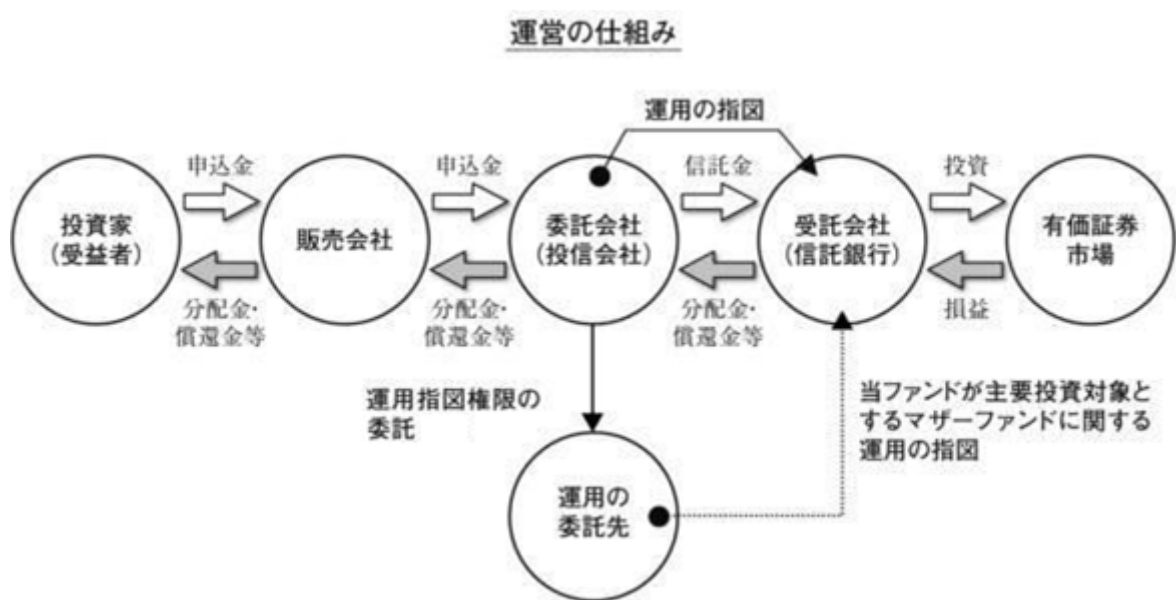 運営の仕組み
運用の指図
申込金
申込金
信託金
投資
投資家
(受益者)
販売会社
委託会社
(投信会社)
受託会社
(信託銀行)
有価証券
市場
分配金・
償還金等
分配金・
償還金等
分配金・
償還金等
損益
運用指図権限の
委託
当ファンドが主要投資対象と
するマザーファンドに関する
運用の指図
運用の
委託先